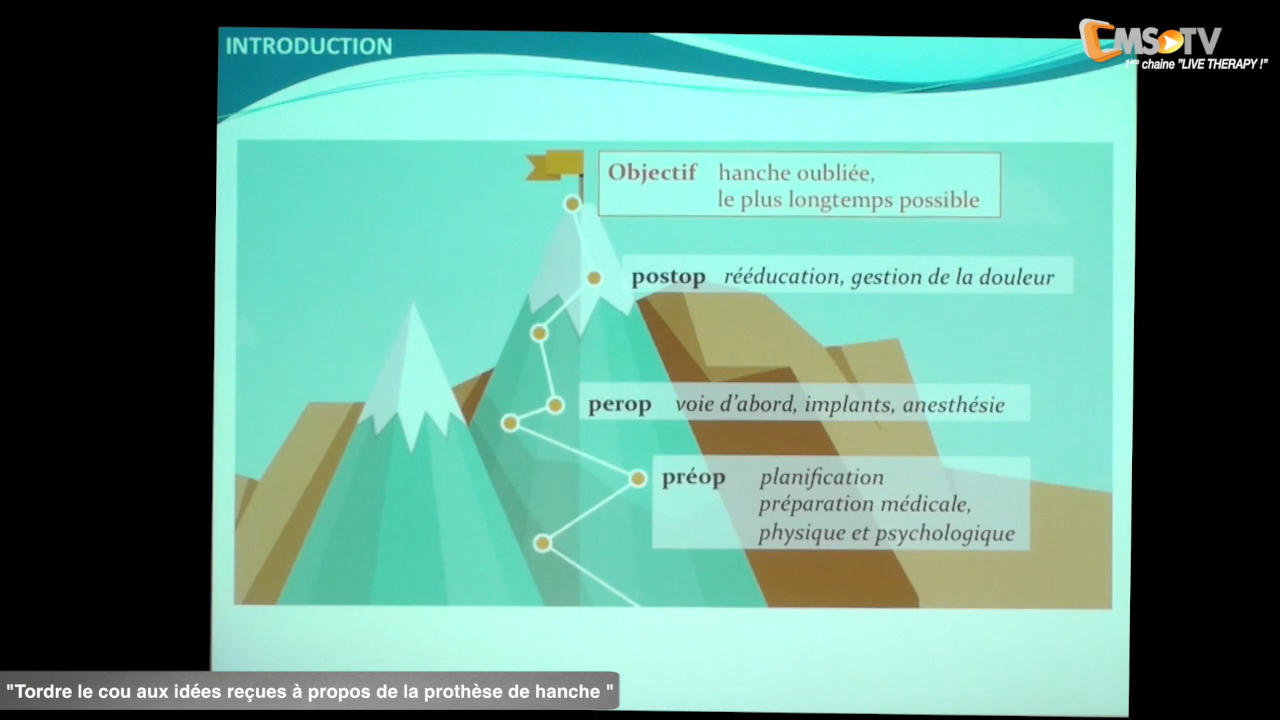 INTRODUCTION
CMS TV
1ère chaine "LIVE THERAPY !"
Objectif hanche oubliée,
le plus longtemps possible
postop rééducation, gestion de la douleur
perop voie d'abord, implants, anesthésie
préop planification
préparation médicale,
physique et psychologique
"Tordre le cou aux idées reçues à propos de la prothèse de hanche "